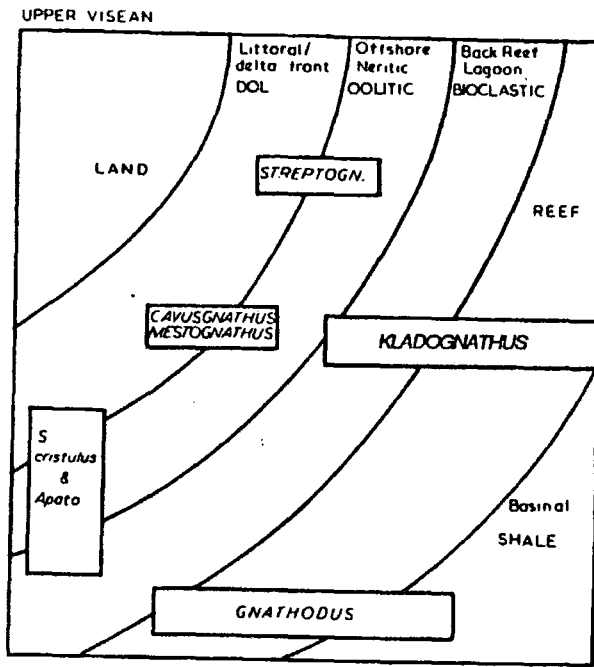 UPPER VISEAN
Littoral/
delta front
DOL
Offshore
Neritic
OOLITIC
Back Reef
Lagoon
BIOCLASTIC
LAND
STREPTOGN.
REEF
CAVUSGNATHUS
MESTOGNATHUS
KLADOGNATHUS
S
cristulus
&
Apato
Basinal
SHALE
GNATHODUS